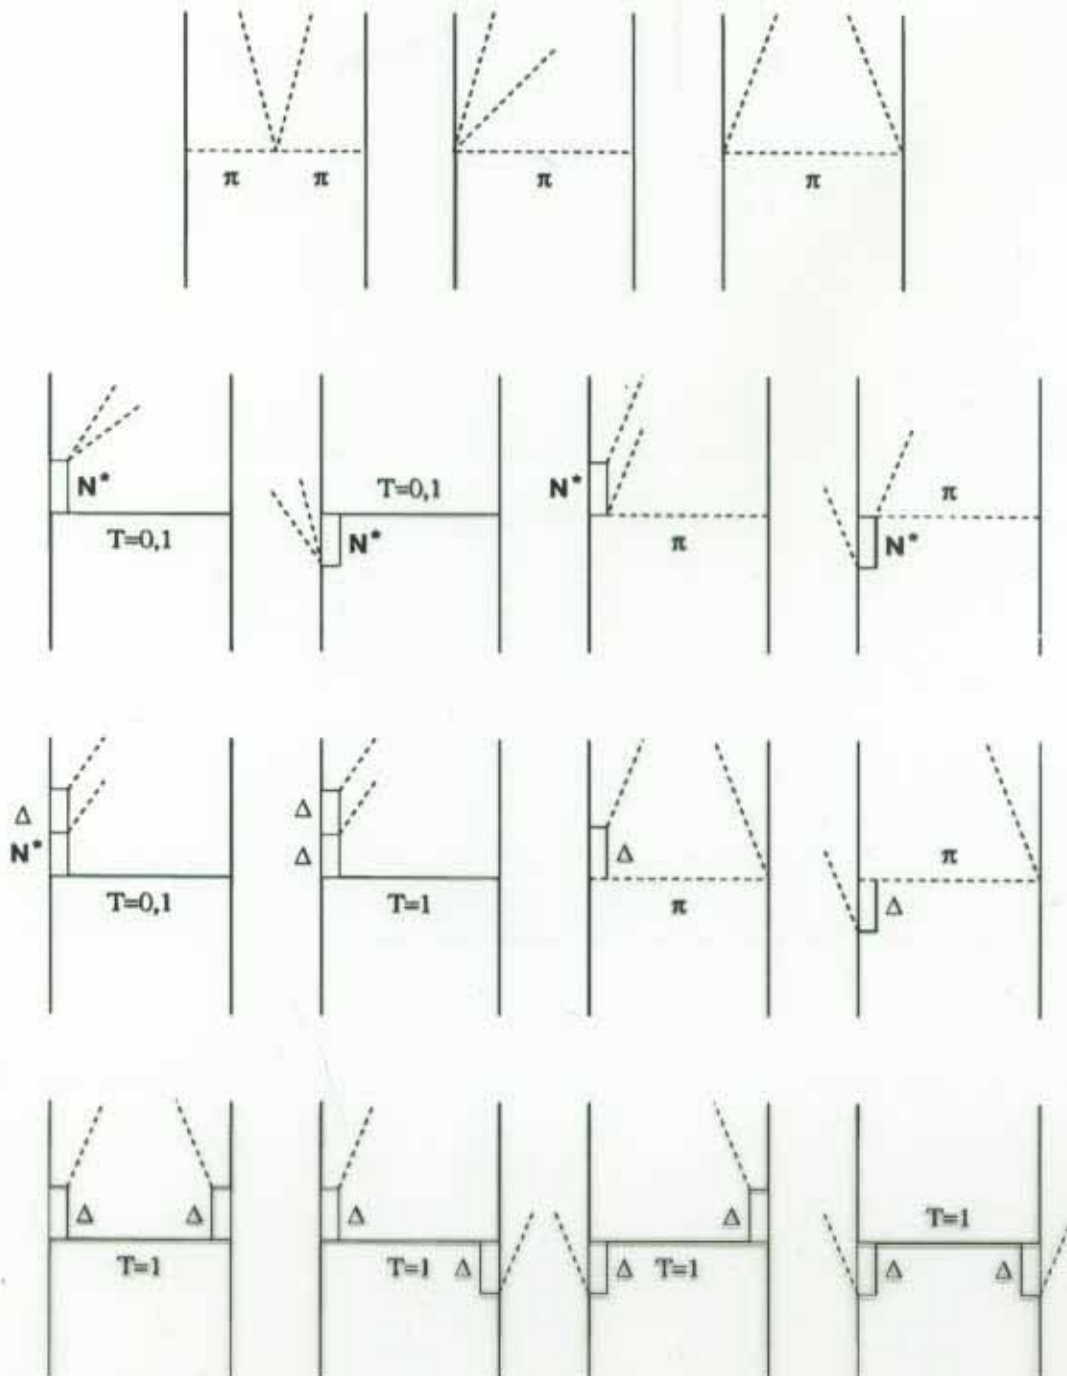 π π π π
T=0,1
N* N*
T=0,1 N* π
π N*
Δ
N* Δ
Δ Δ π
Δ
T=0,1 T=1 π
T=1
Δ Δ Δ Δ Δ Δ
T=1 T=1 Δ Δ T=1